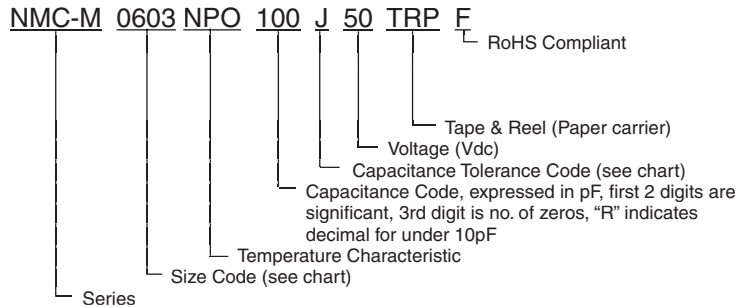 NMC-M 0603 NPO 100 J 50 TRP F
RoHS Compliant
Tape & Reel (Paper carrier)
Voltage (Vdc)
Capacitance Tolerance Code (see chart)
Capacitance Code, expressed in pF, first 2 digits are
significant, 3rd digit is no. of zeros, “R” indicates
decimal for under 10pF
Temperature Characteristic
Size Code (see chart)
Series